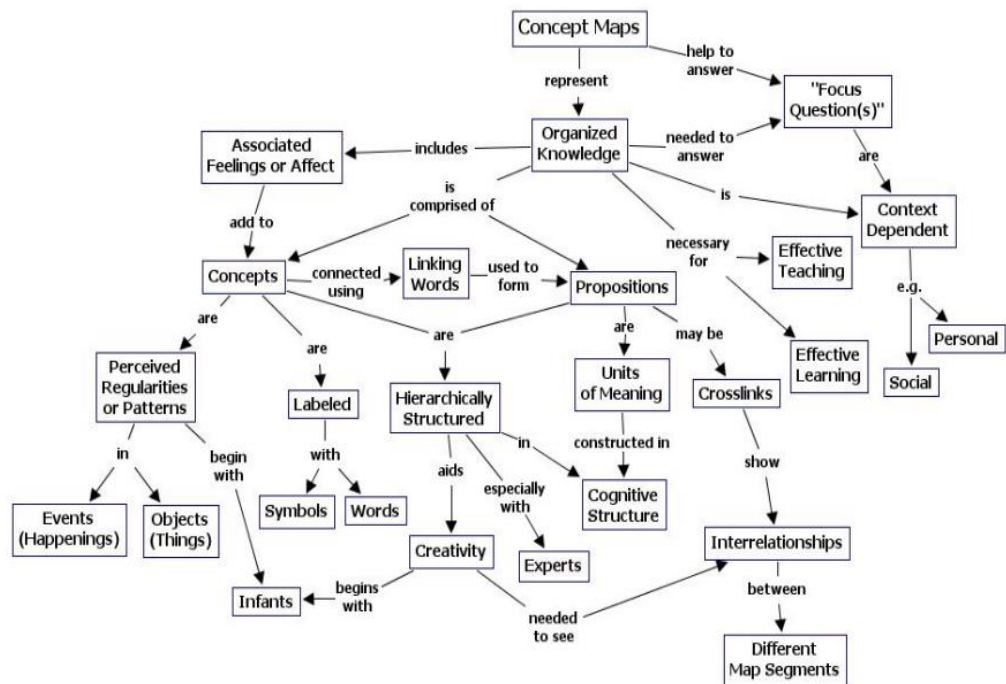 Concept Maps
help to
answer
represent
"Focus
Question(s)"
Organized
Knowledge
needed to
answer
Associated
Feelings or Affect
includes
are
is
comprised of
is
Context
Dependent
add to
necessary
for
Effective
Teaching
Concepts
connected
using
Linking
Words
used to
form
Propositions
e.g.
are
are
are
are
may be
Personal
Perceived
Regularities
or Patterns
Labeled
Hierarchically
Structured
Units
of Meaning
Crosslinks
Effective
Learning
Social
in
begin
with
with
aids
in
especially
with
constructed in
show
Events
(Happenings)
Objects
(Things)
Symbols
Words
Cognitive
Structure
Creativity
Experts
Interrelationships
Infants
begins
with
needed
to see
between
Different
Map Segments